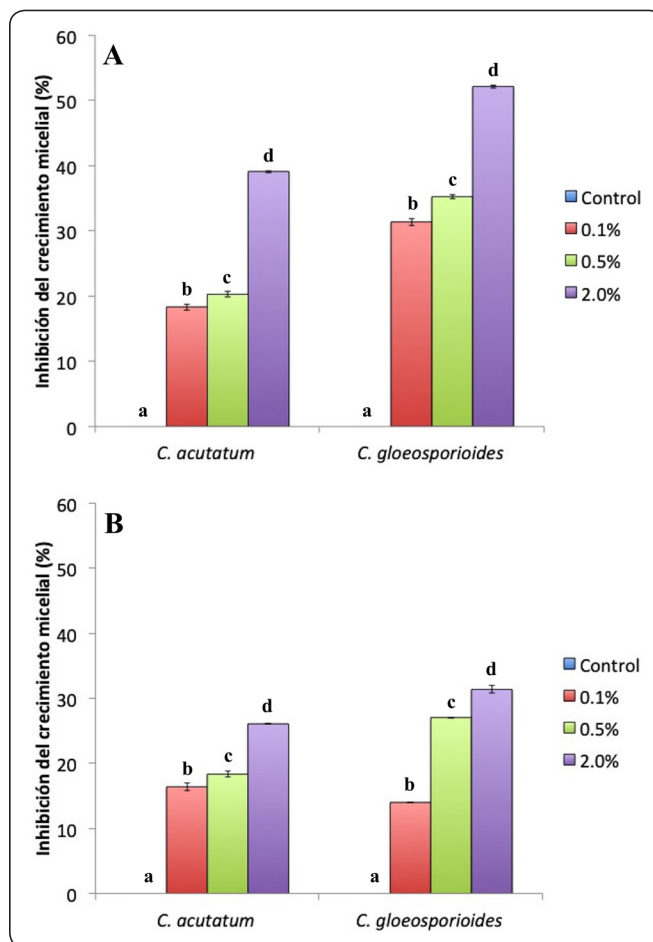 A
Inhibición del crecimiento micelial (%)
60
50
40
30
20
10
0
a
b
c
d
a
b
c
d
C. acutatum
C. gloeosporioides
Control
0.1%
0.5%
2.0%
B
Inhibición del crecimiento micelial (%)
60
50
40
30
20
10
0
a
b
c
d
a
b
c
d
C. acutatum
C. gloeosporioides
Control
0.1%
0.5%
2.0%